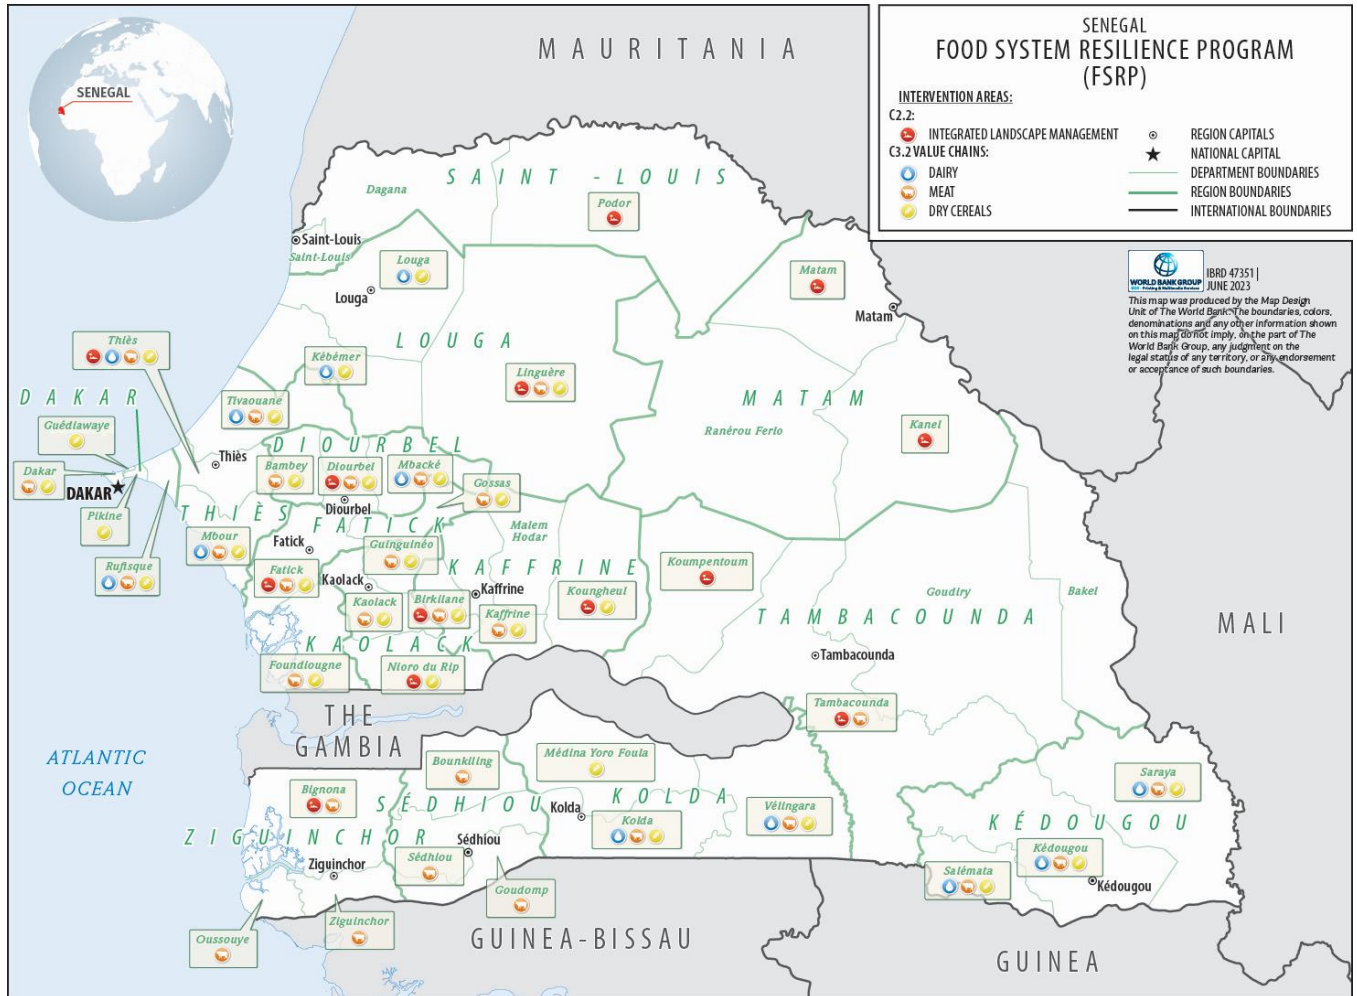 SENEGAL
FOOD SYSTEM RESILIENCE PROGRAM
(FSRP)
INTERVENTION AREAS:
C2.2:
INTEGRATED LANDSCAPE MANAGEMENT
C3.2 VALUE CHAINS:
DAIRY
MEAT
DRY CEREALS
REGION CAPITALS
NATIONAL CAPITAL
DEPARTMENT BOUNDARIES
REGION BOUNDARIES
INTERNATIONAL BOUNDARIES
WORLD BANK GROUP
IBRD 47351 |
JUNE 2023
This map was produced by the Map Design
Unit of The World Bank. The boundaries, colors,
denominations and any other information shown
on this map do not imply, on the part of The
World Bank Group, any judgment on the
legal status of any territory, or any endorsement
or acceptance of such boundaries.
SENEGAL
MAURITANIA
SAINT-LOUIS
Dagana
Podor
Saint-Louis
Saint-Louis
Louga
Louga
Matam
Matam
LOUGA
Thiès
Kébémer
Linguère
DAKAR
Tivaouane
MATAM
Guédiawaye
Ranérou Ferlo
Kanel
DIOURBEL
Thiès
Dakar
Bambey
Diourbel
Mbacké
Gossas
DAKAR
Diourbel
Pikine
THIÈS
FATICK
Malem
Hodar
Mbour
Fatick
Guinguinéo
Rufisque
Fatick
Kaolack
KAFFRINE
Koumpentoum
Kaffrine
Koungheul
Goudiry
Bakel
Kaolack
Birkilane
Kaffrine
TAMBACOUNDA
MALI
KAOLACK
Tambacounda
Foundiougne
Nioro du Rip
THE
GAMBIA
Tambacounda
ATLANTIC
OCEAN
Bounkiling
Médina Yoro Foula
Saraya
Bignona
SÉDHIOU
KOLDA
Kolda
Vélingara
Kolda
KÉDOUGOU
ZIGUINCHOR
Sédhiou
Kédougou
Ziguinchor
Sédhiou
Salémata
Goudomp
Kédougou
Ziguinchor
Oussouye
GUINEA-BISSAU
GUINEA